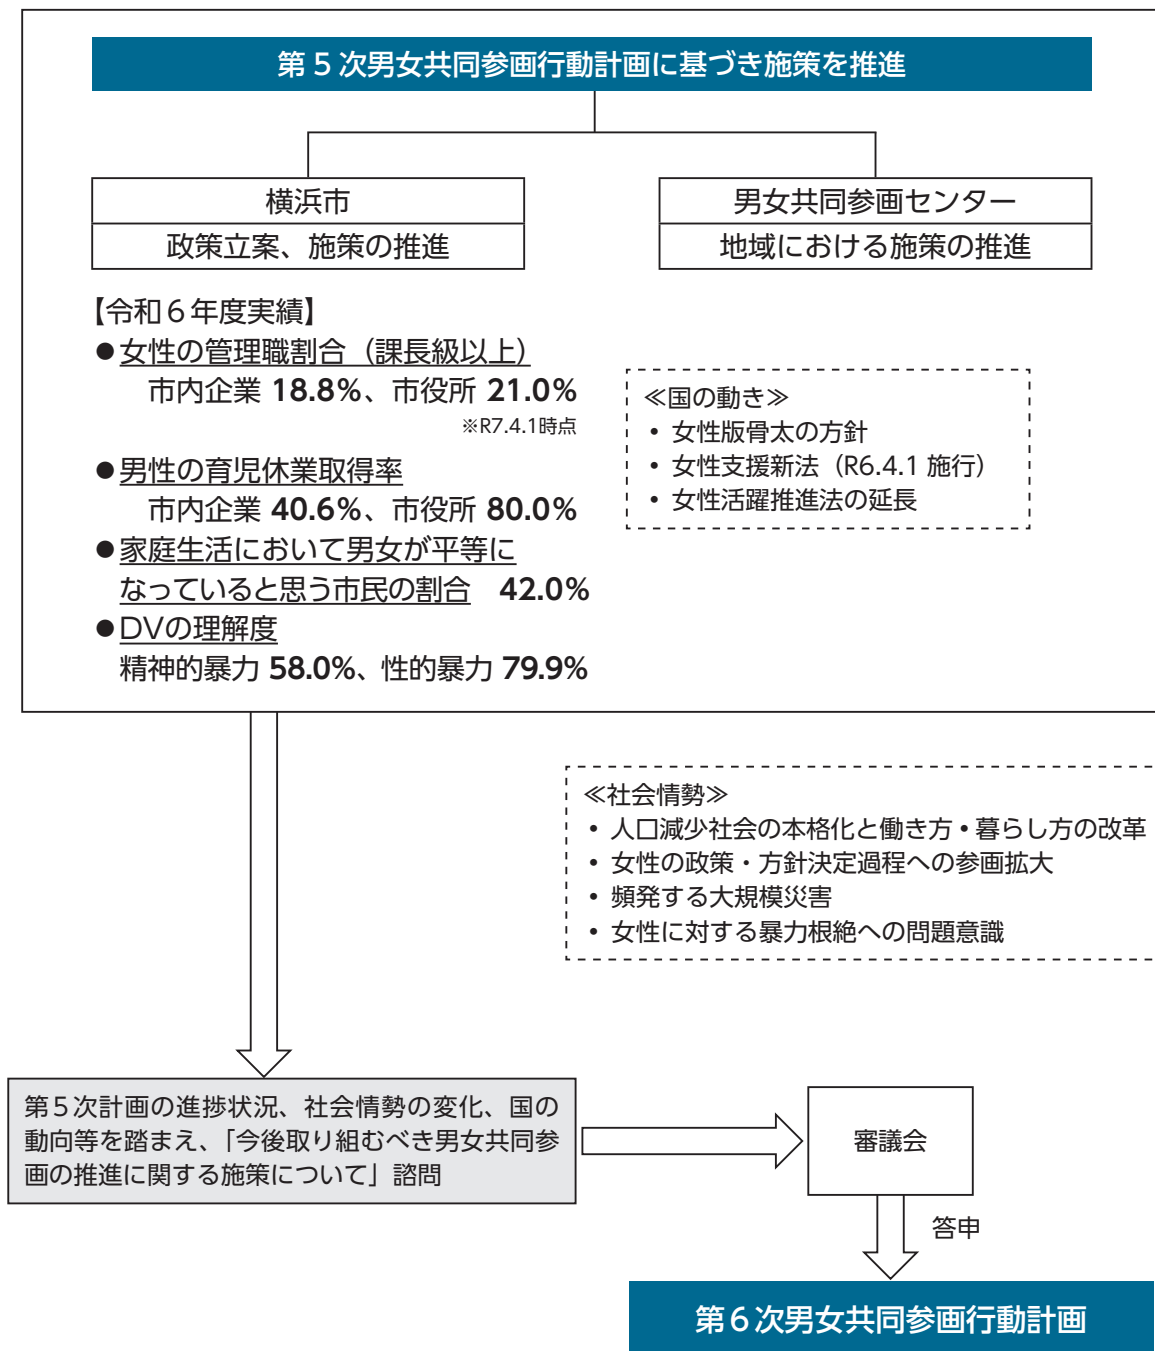 第5次男女共同参画行動計画に基づき施策を推進
横浜市
政策立案、施策の推進
男女共同参画センター
地域における施策の推進
【令和６年度実績】
●女性の管理職割合（課長級以上）
市内企業 18.8%、市役所 21.0%
※R7.4.1時点
●男性の育児休業取得率
市内企業 40.6%、市役所 80.0%
●家庭生活において男女が平等に
なっていると思う市民の割合　42.0%
●DVの理解度
精神的暴力 58.0%、性的暴力 79.9%
≪国の動き≫
• 女性版骨太の方針
• 女性支援新法（R6.4.1 施行）
• 女性活躍推進法の延長
≪社会情勢≫
• 人口減少社会の本格化と働き方・暮らし方の改革
• 女性の政策・方針決定過程への参画拡大
• 頻発する大規模災害
• 女性に対する暴力根絶への問題意識
第５次計画の進捗状況、社会情勢の変化、国の
動向等を踏まえ、「今後取り組むべき男女共同参
画の推進に関する施策について」諮問
審議会
答申
第６次男女共同参画行動計画